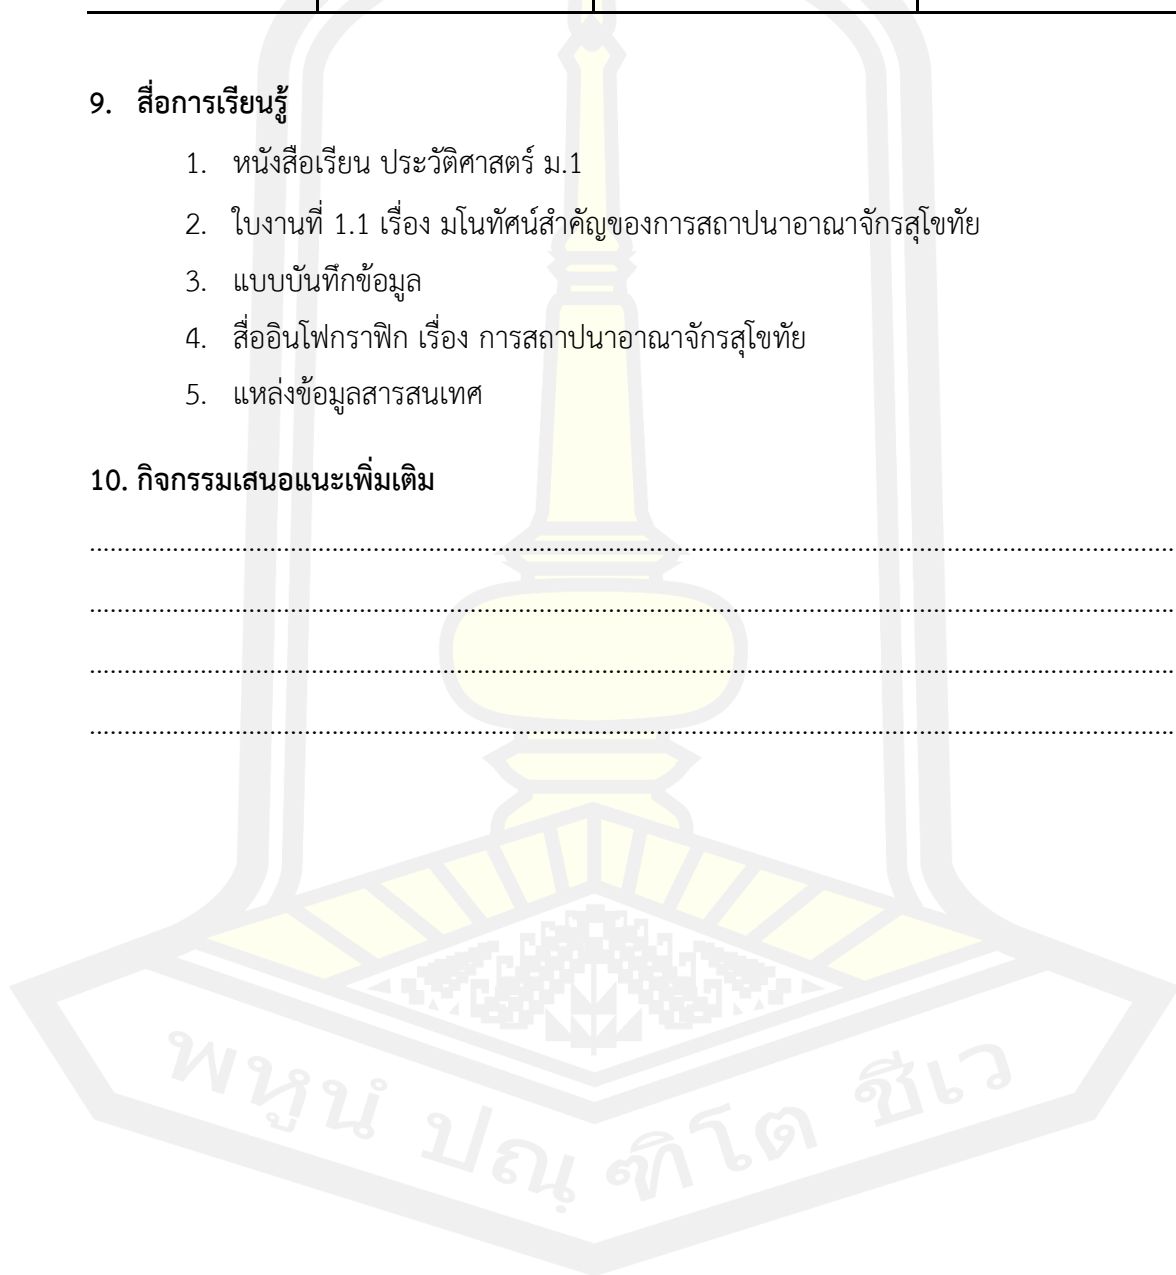 9. สื่อการเรียนรู้
1. หนังสือเรียน ประวัติศาสตร์ ม.1
2. ใบงานที่ 1.1 เรื่อง มโนทัศน์สำคัญของการสถาปนาอาณาจักรสุโขทัย
3. แบบบันทึกข้อมูล
4. สื่ออินโฟกราฟิก เรื่อง การสถาปนาอาณาจักรสุโขทัย
5. แหล่งข้อมูลสารสนเทศ
10. กิจกรรมเสนอแนะเพิ่มเติม
พหูนํ ปณฺฑิโต ชีเว